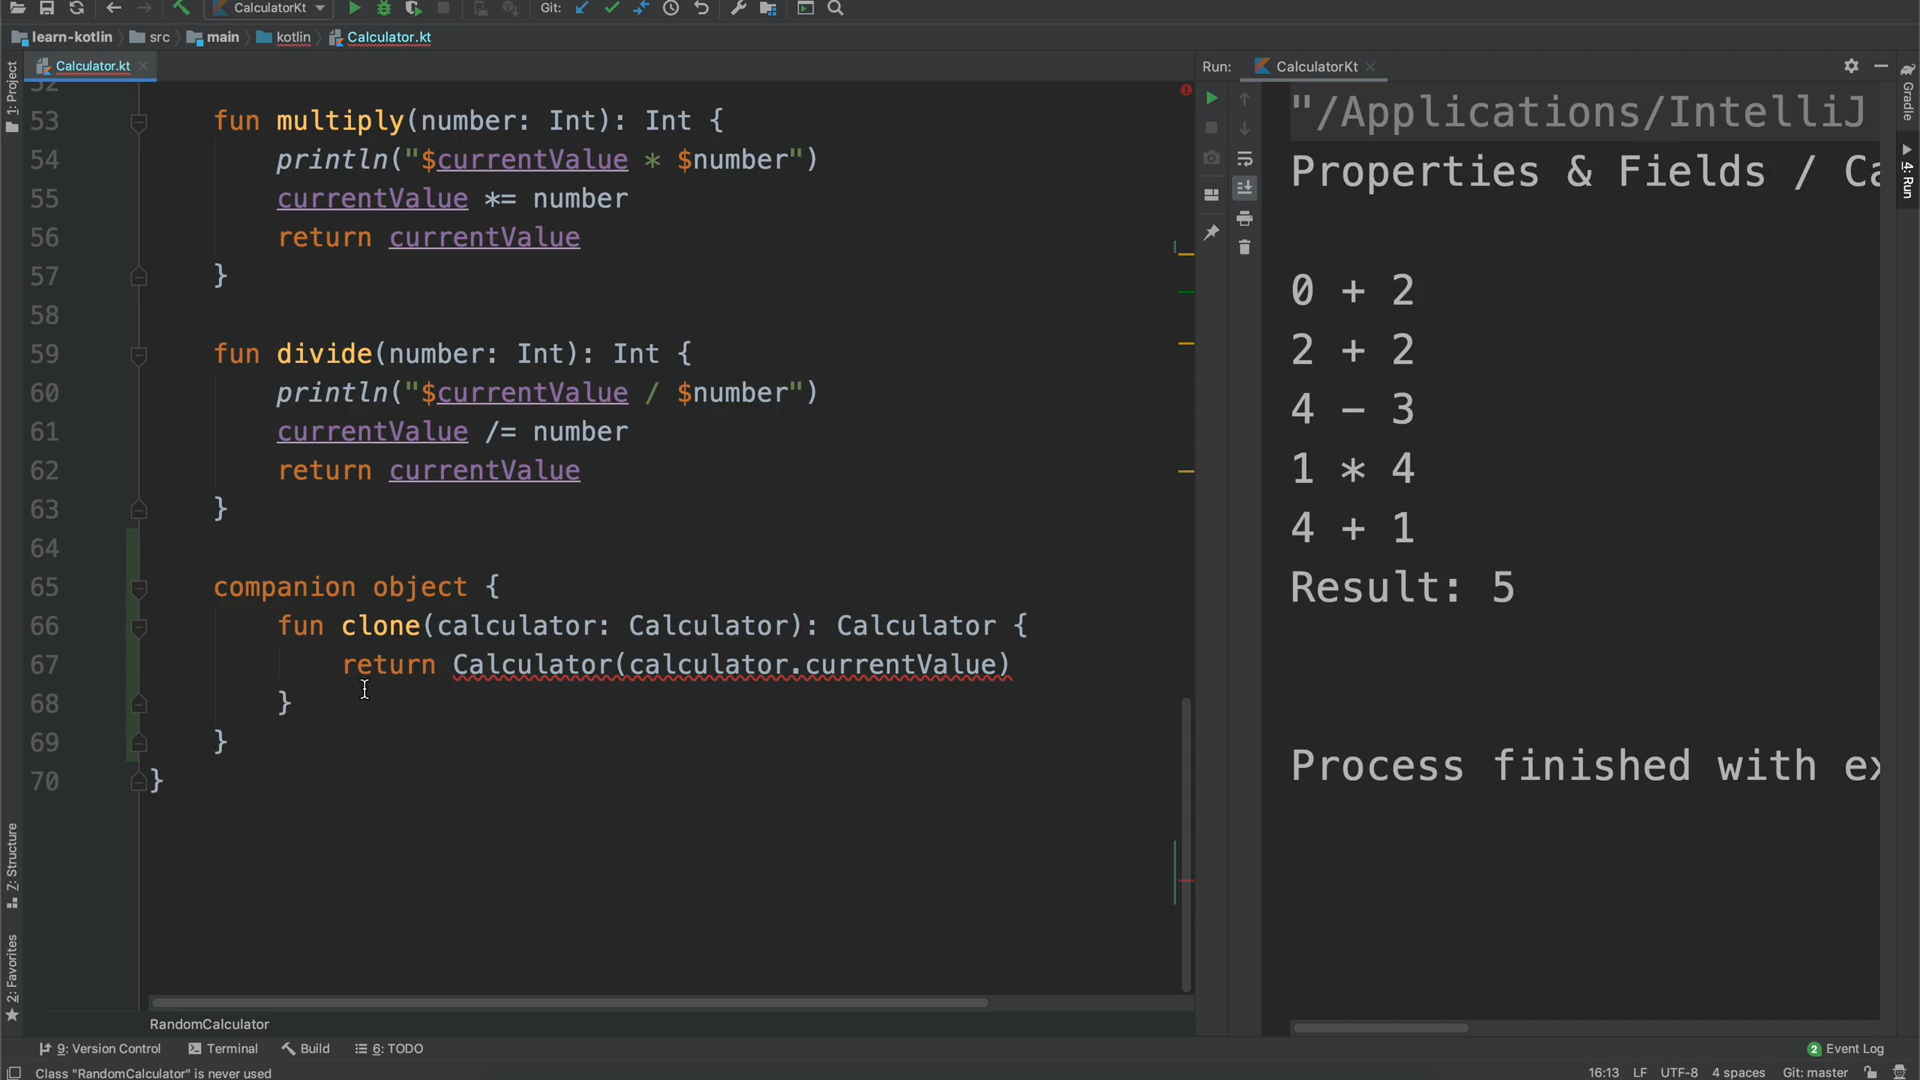 CalculatorKt
Git:
learn-kotlin
src
main
kotlin
Calculator.kt
1: Project
Calculator.kt
52
53 fun multiply(number: Int): Int {
54 println("$currentValue * $number")
55 currentValue *= number
56 return currentValue
57 }
58
59 fun divide(number: Int): Int {
60 println("$currentValue / $number")
61 currentValue /= number
62 return currentValue
63 }
64
65 companion object {
66 fun clone(calculator: Calculator): Calculator {
67 return Calculator(calculator.currentValue)
68 }
69 }
70 }
RandomCalculator
Z: Structure
2: Favorites
Run: CalculatorKt
"/Applications/IntelliJ
Properties & Fields / Ca
0 + 2
2 + 2
4 - 3
1 * 4
4 + 1
Result: 5
Process finished with ex
Gradle
4: Run
9: Version Control
Terminal
Build
6: TODO
2 Event Log
Class "RandomCalculator" is never used
16:13 LF UTF-8 4 spaces Git: master